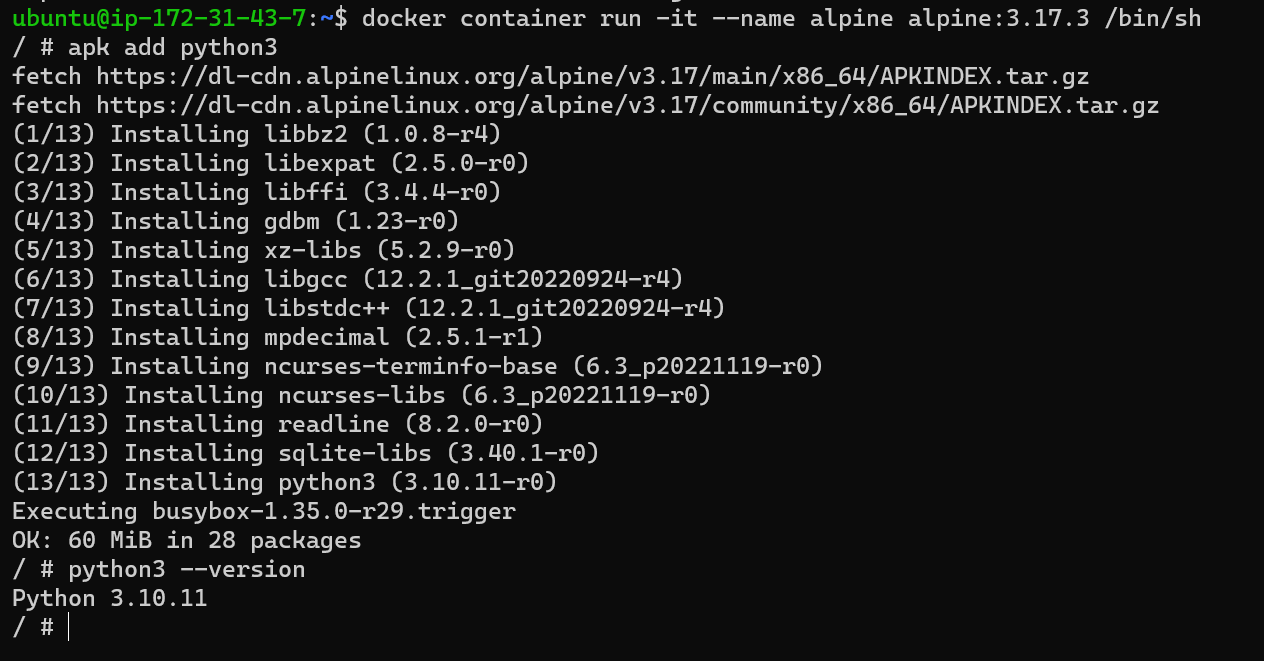 ubuntu@ip-172-31-43-7:~$ docker container run -it --name alpine alpine:3.17.3 /bin/sh
/ # apk add python3
fetch https://dl-cdn.alpinelinux.org/alpine/v3.17/main/x86_64/APKINDEX.tar.gz
fetch https://dl-cdn.alpinelinux.org/alpine/v3.17/community/x86_64/APKINDEX.tar.gz
(1/13) Installing libbz2 (1.0.8-r4)
(2/13) Installing libexpat (2.5.0-r0)
(3/13) Installing libffi (3.4.4-r0)
(4/13) Installing gdbm (1.23-r0)
(5/13) Installing xz-libs (5.2.9-r0)
(6/13) Installing libgcc (12.2.1_git20220924-r4)
(7/13) Installing libstdc++ (12.2.1_git20220924-r4)
(8/13) Installing mpdecimal (2.5.1-r1)
(9/13) Installing ncurses-terminfo-base (6.3_p20221119-r0)
(10/13) Installing ncurses-libs (6.3_p20221119-r0)
(11/13) Installing readline (8.2.0-r0)
(12/13) Installing sqlite-libs (3.40.1-r0)
(13/13) Installing python3 (3.10.11-r0)
Executing busybox-1.35.0-r29.trigger
OK: 60 MiB in 28 packages
/ # python3 --version
Python 3.10.11
/ #